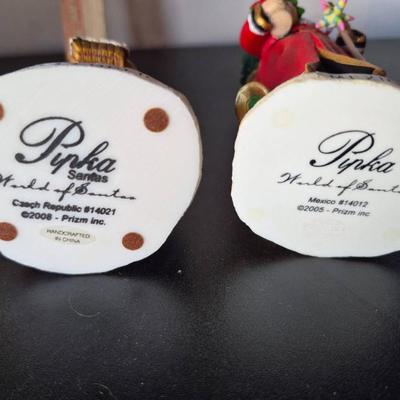 Pipka
Santas
World of Santas
Czech Republic #14021
©2008 - Prizm inc.
HANDCRAFTED
IN CHINA
Pipka
World of Santas
Mexico #14012
©2005 - Prizm inc.